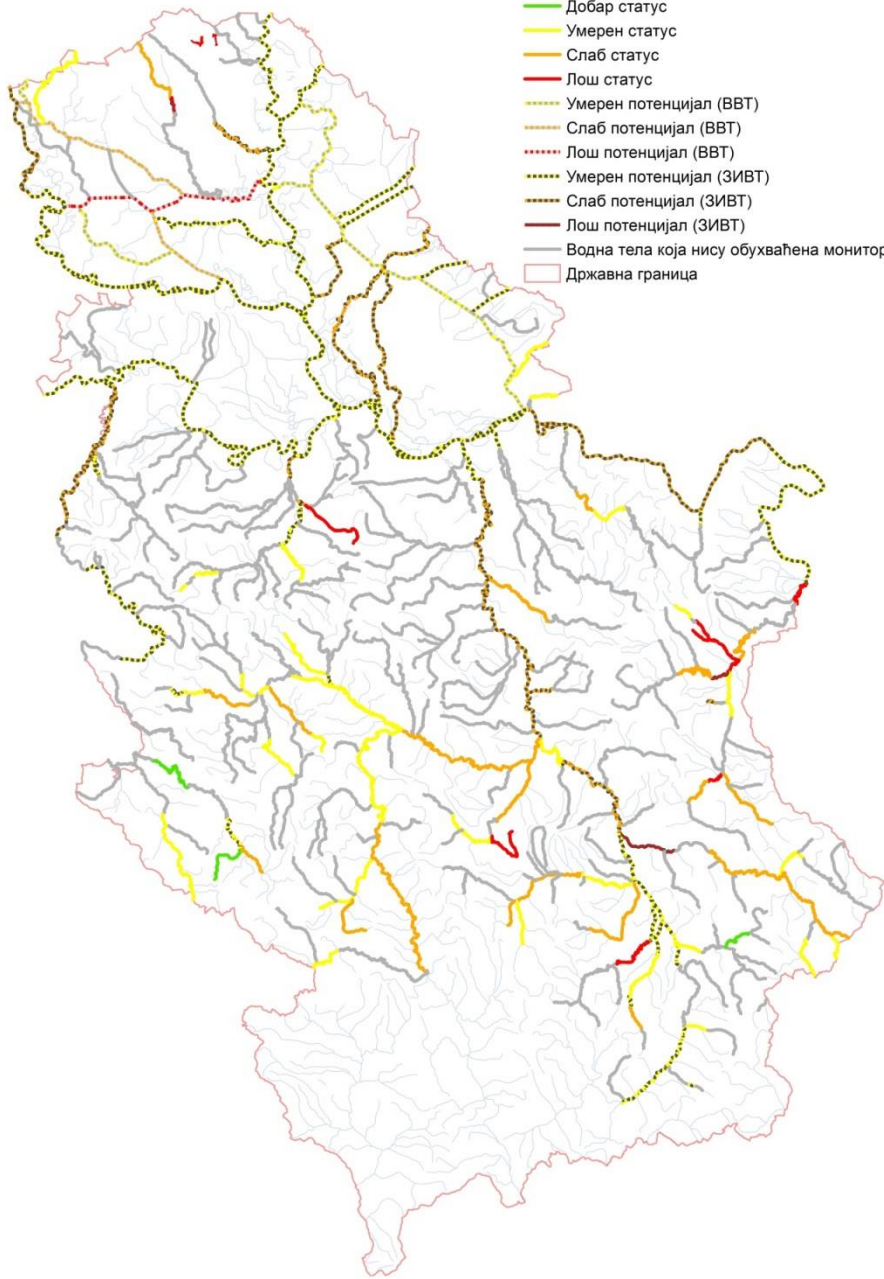 Добар статус
Умерен статус
Слаб статус
Лош статус
Умерен потенцијал (ВВТ)
Слаб потенцијал (ВВТ)
Лош потенцијал (ВВТ)
Умерен потенцијал (ЗИВТ)
Слаб потенцијал (ЗИВТ)
Лош потенцијал (ЗИВТ)
Водна тела која нису обухваћена монитор
Државна граница